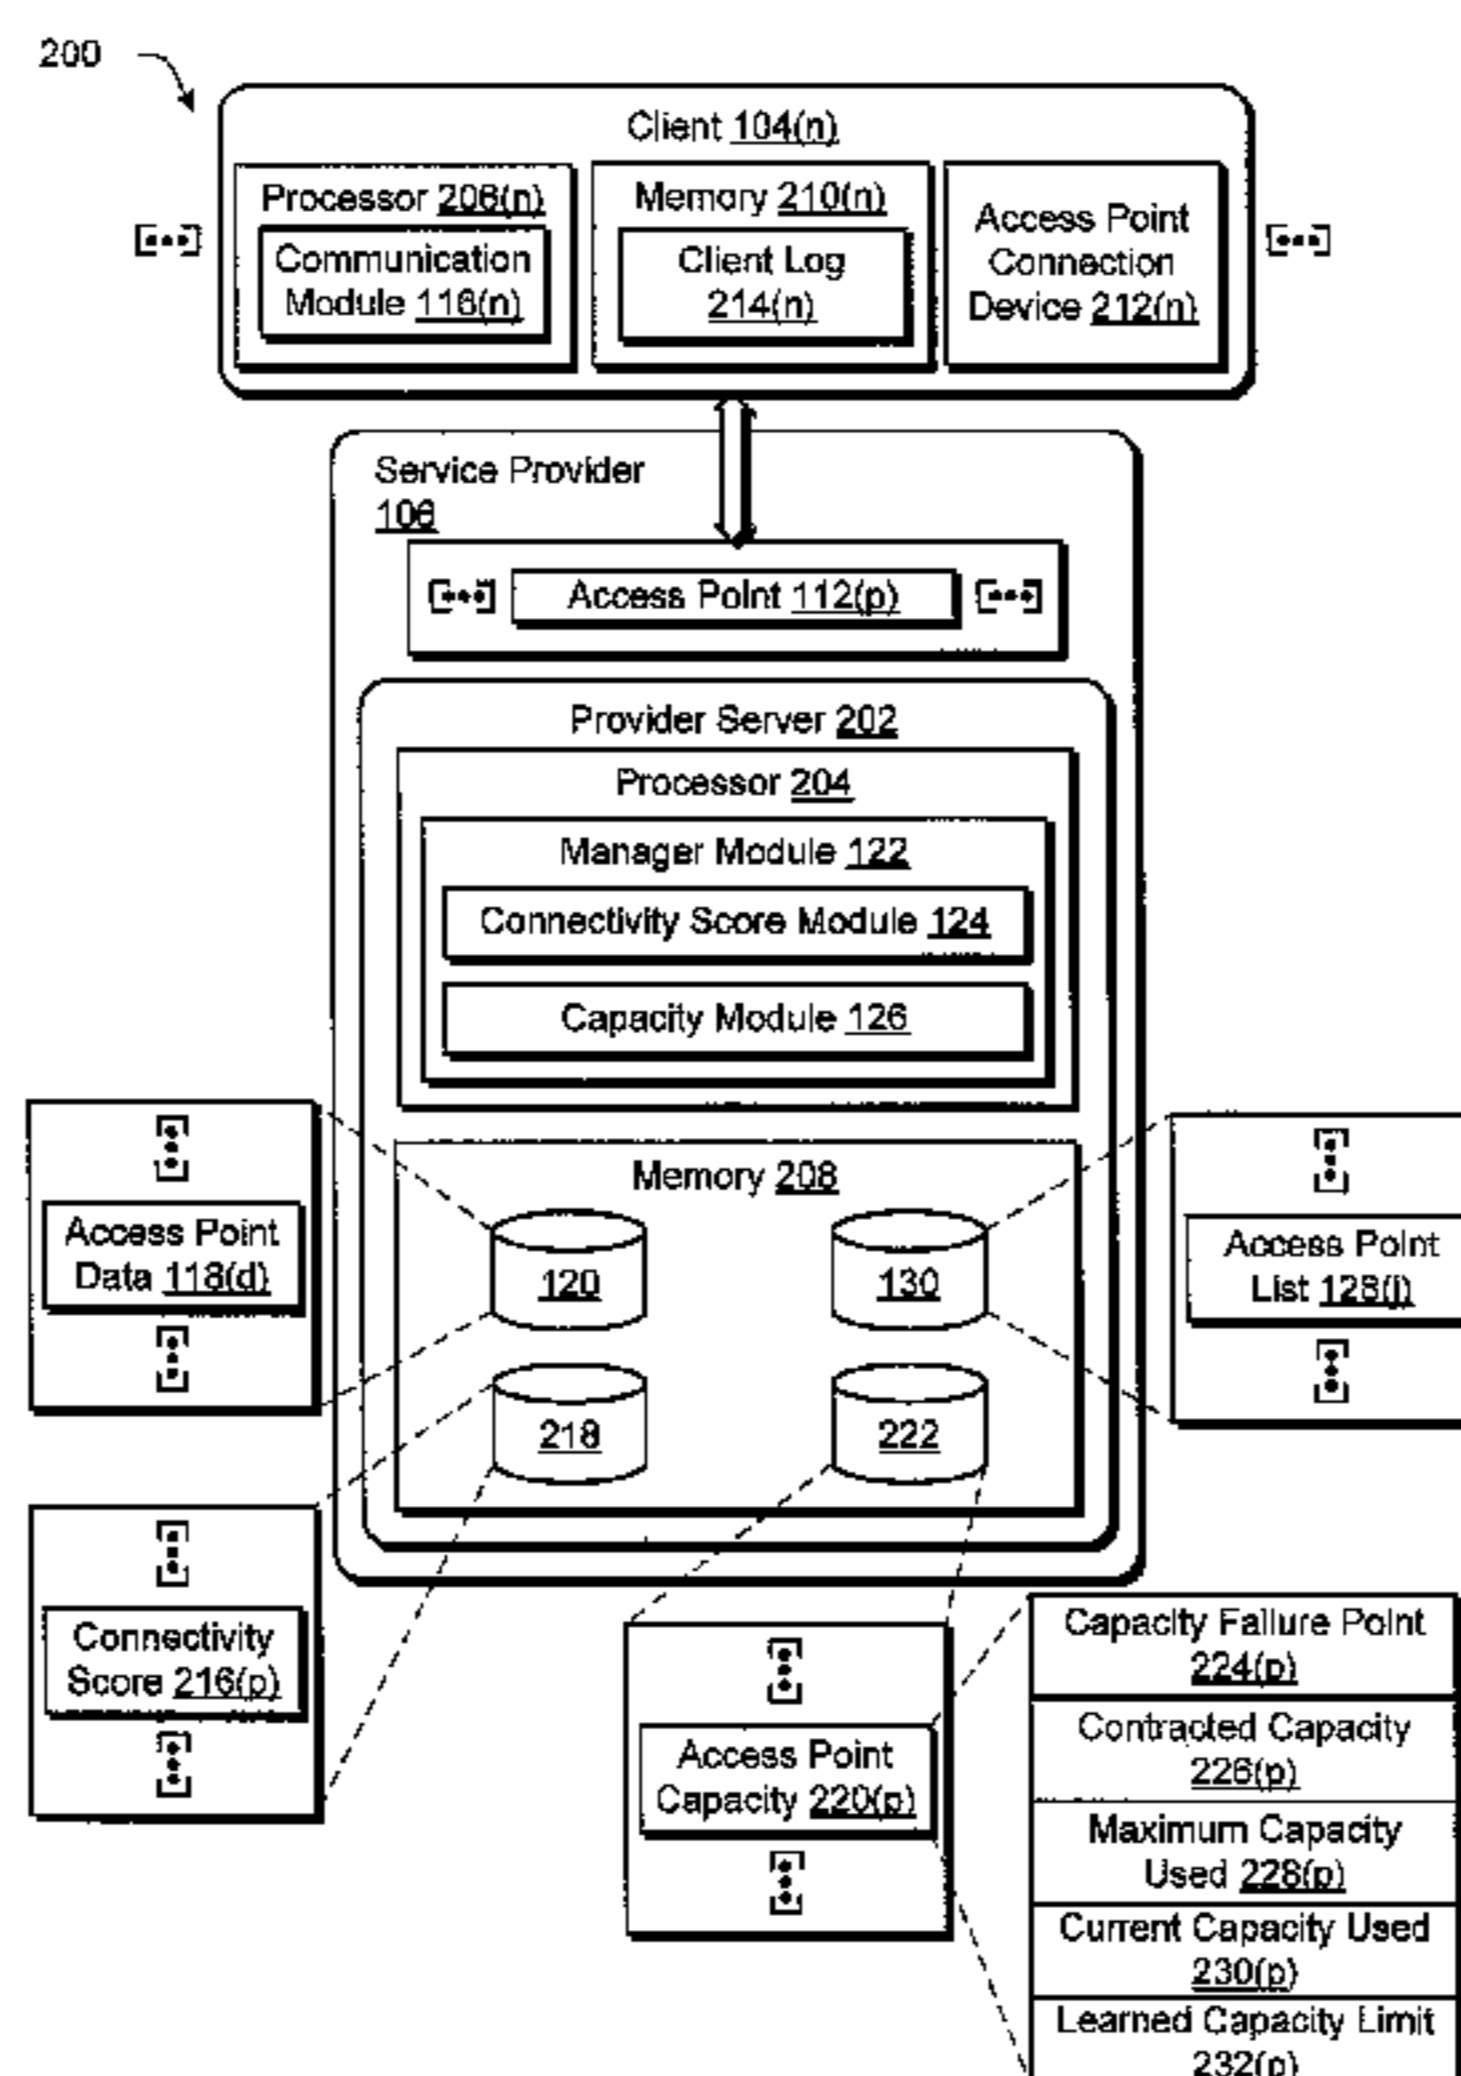 200
Client 104(n)
Processor 206(n)
Communication
Module 116(n)
Memory 210(n)
Client Log
214(n)
Access Point
Connection
Device 212(n)
Service Provider
106
Access Point 112(p)
Provider Server 202
Processor 204
Manager Module 122
Connectivity Score Module 124
Capacity Module 126
Memory 208
120
130
218
222
Access Point
Data 118(d)
Access Point
List 128(j)
Connectivity
Score 216(p)
Access Point
Capacity 220(p)
Capacity Failure Point
224(p)
Contracted Capacity
226(p)
Maximum Capacity
Used 228(p)
Current Capacity Used
230(p)
Learned Capacity Limit
232(p)